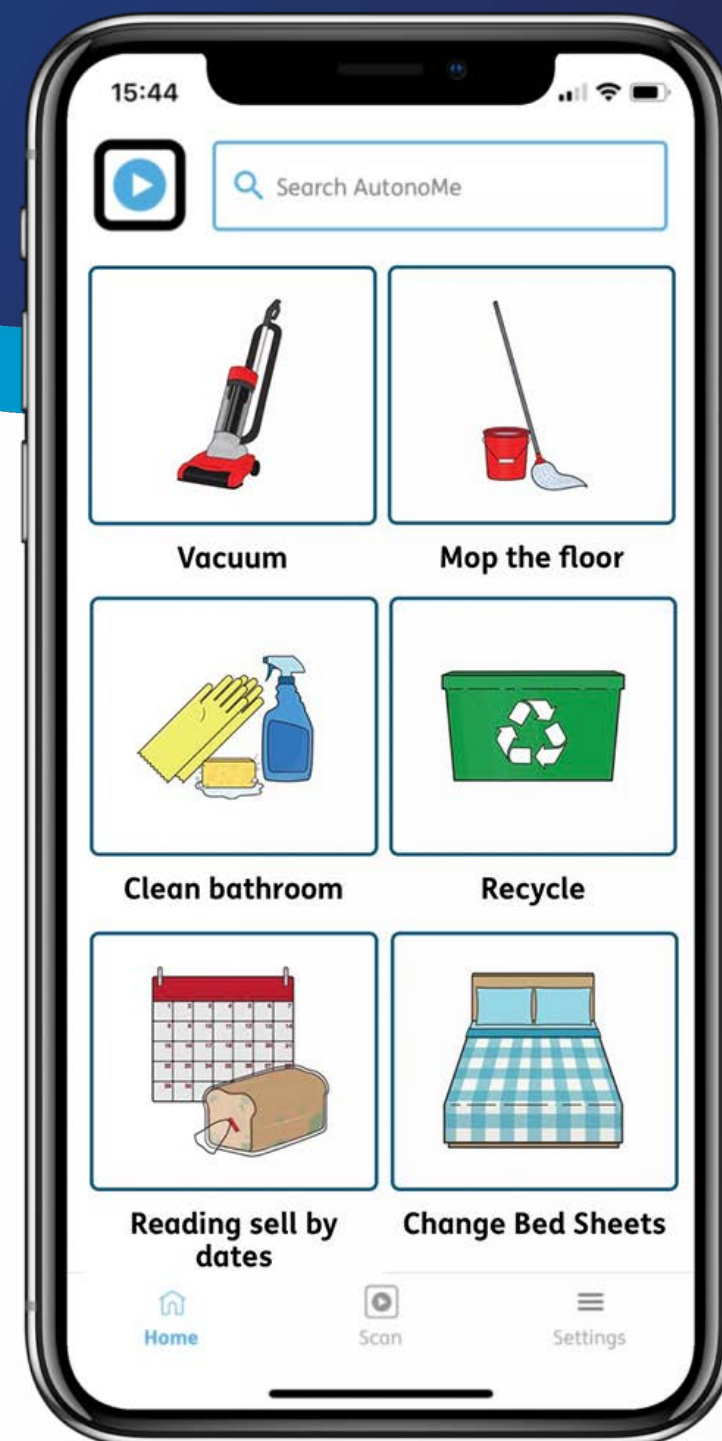 15:44
Search AutonoMe
Vacuum
Mop the floor
Clean bathroom
Recycle
Reading sell by
dates
Change Bed Sheets
Home
Scan
Settings